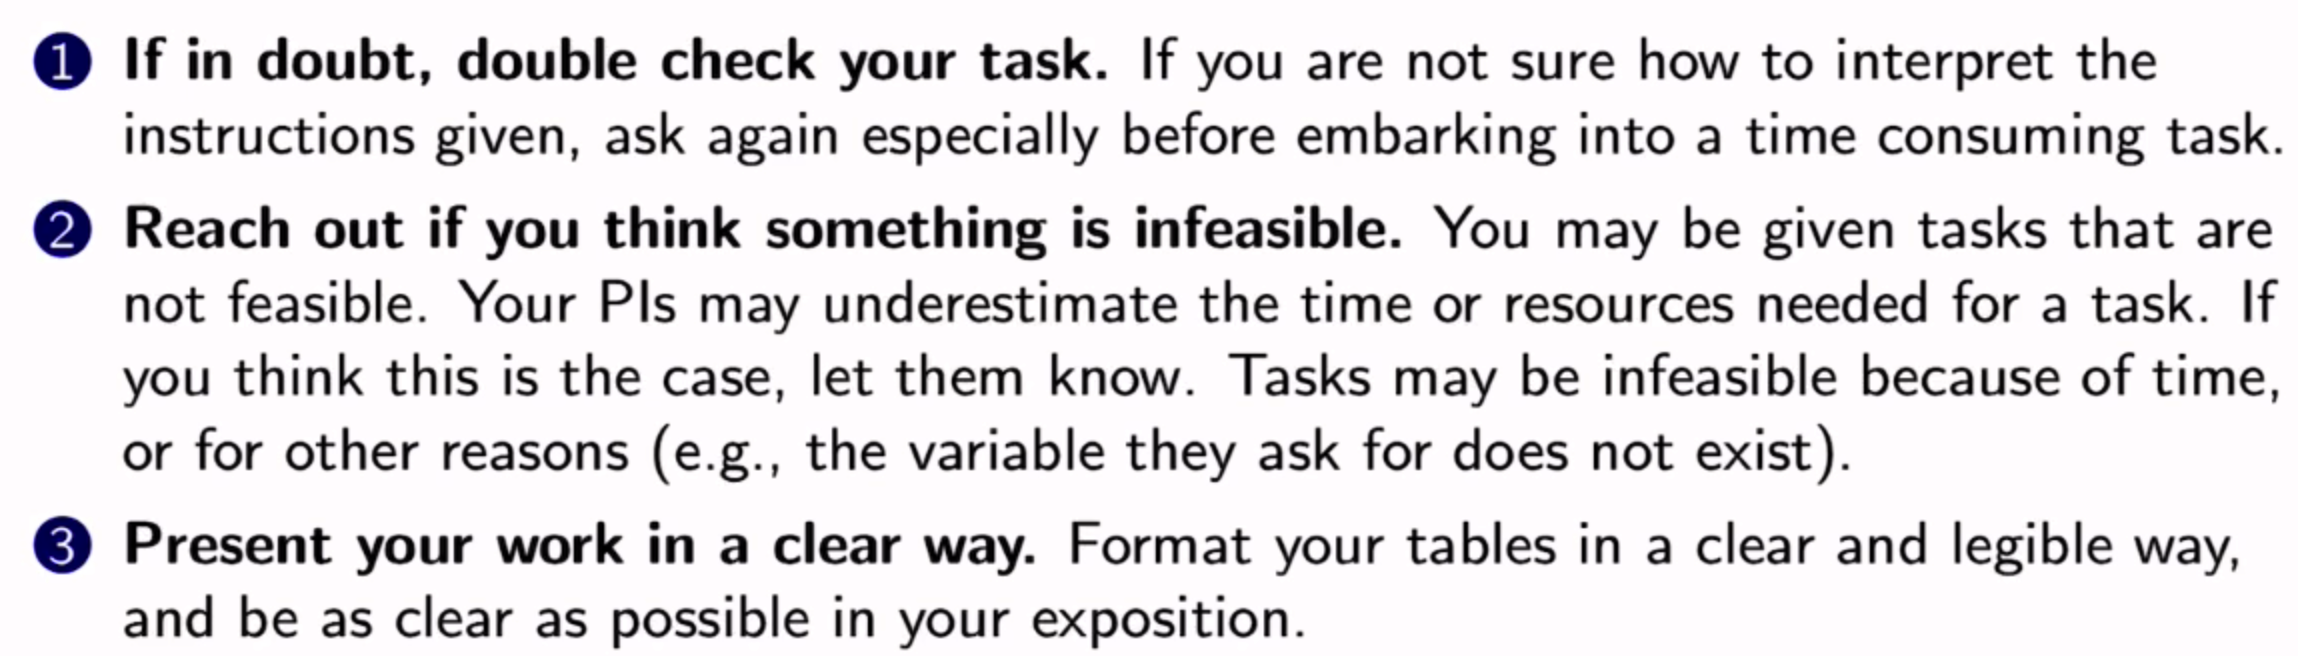 1 If in doubt, double check your task. If you are not sure how to interpret the
instructions given, ask again especially before embarking into a time consuming task.
2 Reach out if you think something is infeasible. You may be given tasks that are
not feasible. Your PIs may underestimate the time or resources needed for a task. If
you think this is the case, let them know. Tasks may be infeasible because of time,
or for other reasons (e.g., the variable they ask for does not exist).
3 Present your work in a clear way. Format your tables in a clear and legible way,
and be as clear as possible in your exposition.